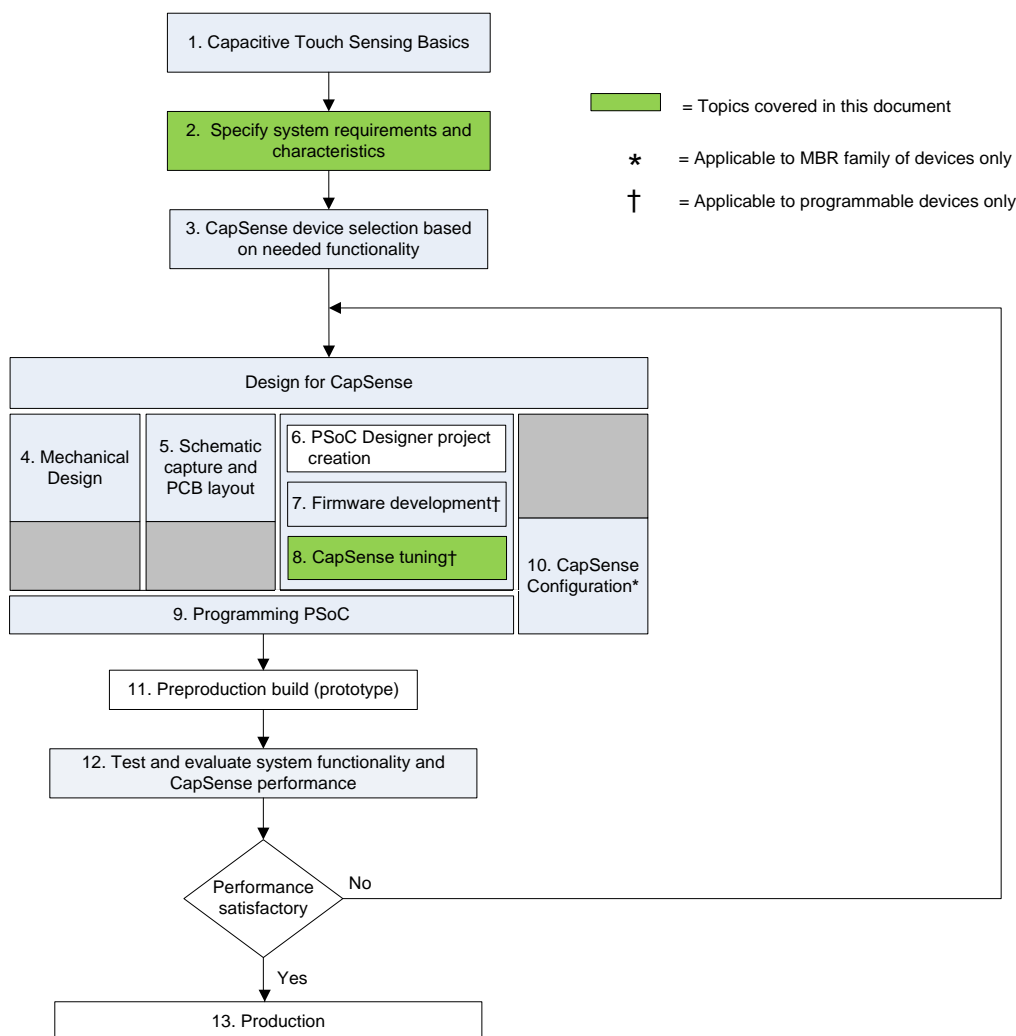 1. Capacitive Touch Sensing Basics
2. Specify system requirements and
characteristics
3. CapSense device selection based
on needed functionality
= Topics covered in this document
* = Applicable to MBR family of devices only
† = Applicable to programmable devices only
Design for CapSense
4. Mechanical
Design
5. Schematic
capture and
PCB layout
6. PSoC Designer project
creation
7. Firmware development†
8. CapSense tuning†
10. CapSense
Configuration*
9. Programming PSoC
11. Preproduction build (prototype)
12. Test and evaluate system functionality and
CapSense performance
Performance
satisfactory
No
Yes
13. Production